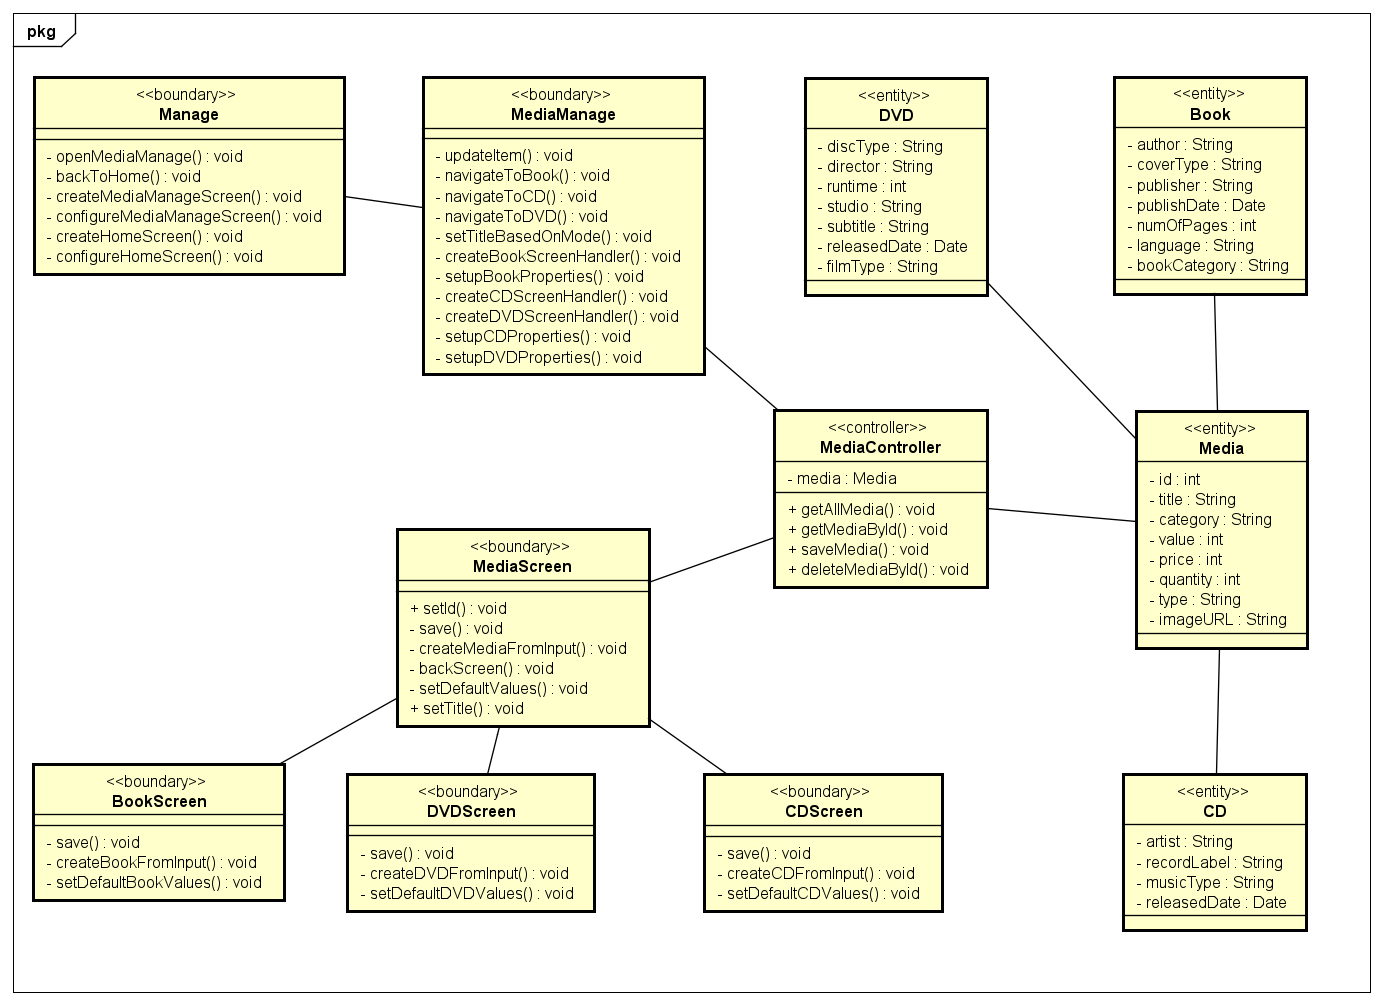 pkg
<<boundary>>
Manage
- openMediaManage() : void
- backToHome() : void
- createMediaManageScreen() : void
- configureMediaManageScreen() : void
- createHomeScreen() : void
- configureHomeScreen() : void
<<boundary>>
MediaManage
- updateItem() : void
- navigateToBook() : void
- navigateToCD() : void
- navigateToDVD() : void
- setTitleBasedOnMode() : void
- createBookScreenHandler() : void
- setupBookProperties() : void
- createCDScreenHandler() : void
- createDVDScreenHandler() : void
- setupCDProperties() : void
- setupDVDProperties() : void
<<entity>>
DVD
- discType : String
- director : String
- runtime : int
- studio : String
- subtitle : String
- releasedDate : Date
- filmType : String
<<entity>>
Book
- author : String
- coverType : String
- publisher : String
- publishDate : Date
- numOfPages : int
- language : String
- bookCategory : String
<<controller>>
MediaController
- media : Media
+ getAllMedia() : void
+ getMediaById() : void
+ saveMedia() : void
+ deleteMediaById() : void
<<entity>>
Media
- id : int
- title : String
- category : String
- value : int
- price : int
- quantity : int
- type : String
- imageURL : String
<<boundary>>
MediaScreen
+ setId() : void
- save() : void
- createMediaFromInput() : void
- backScreen() : void
- setDefaultValues() : void
+ setTitle() : void
<<boundary>>
BookScreen
- save() : void
- createBookFromInput() : void
- setDefaultBookValues() : void
<<boundary>>
DVDScreen
- save() : void
- createDVDFromInput() : void
- setDefaultDVDValues() : void
<<boundary>>
CDScreen
- save() : void
- createCDFromInput() : void
- setDefaultCDValues() : void
<<entity>>
CD
- artist : String
- recordLabel : String
- musicType : String
- releasedDate : Date